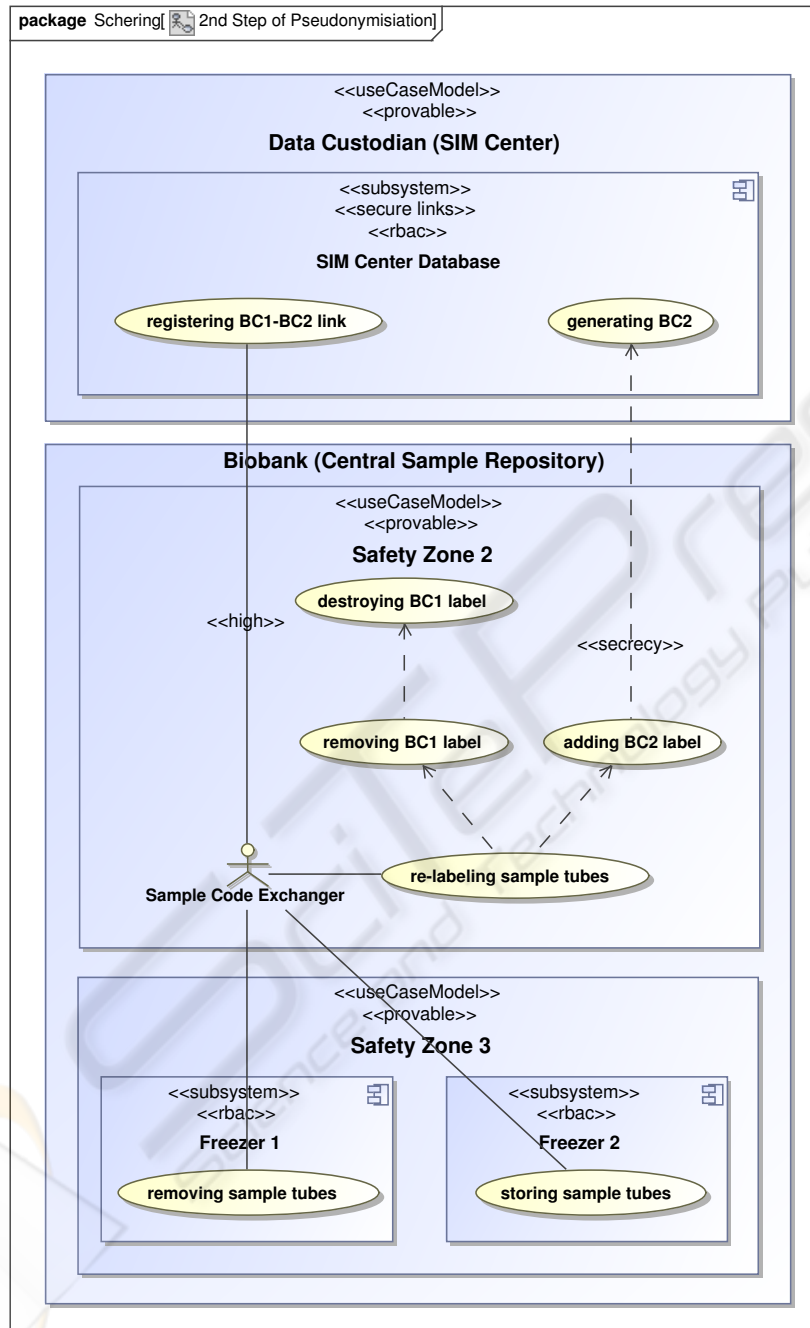 package Schering[ 2nd Step of Pseudonymisiation]
<<useCaseModel>>
<<provable>>
Data Custodian (SIM Center)
<<subsystem>>
<<secure links>>
<<rbac>>
SIM Center Database
registering BC1-BC2 link
generating BC2
Biobank (Central Sample Repository)
<<useCaseModel>>
<<provable>>
Safety Zone 2
destroying BC1 label
<<high>>
<<secrecy>>
removing BC1 label
adding BC2 label
re-labeling sample tubes
Sample Code Exchanger
<<useCaseModel>>
<<provable>>
Safety Zone 3
<<subsystem>>
<<rbac>>
Freezer 1
removing sample tubes
<<subsystem>>
<<rbac>>
Freezer 2
storing sample tubes